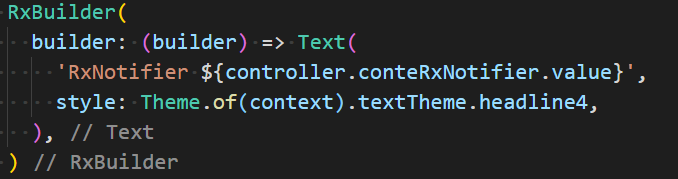 RxBuilder(
  builder: (builder) => Text(
    'RxNotifier ${controller.conteRxNotifier.value}',
    style: Theme.of(context).textTheme.headline4,
  ), // Text
) // RxBuilder